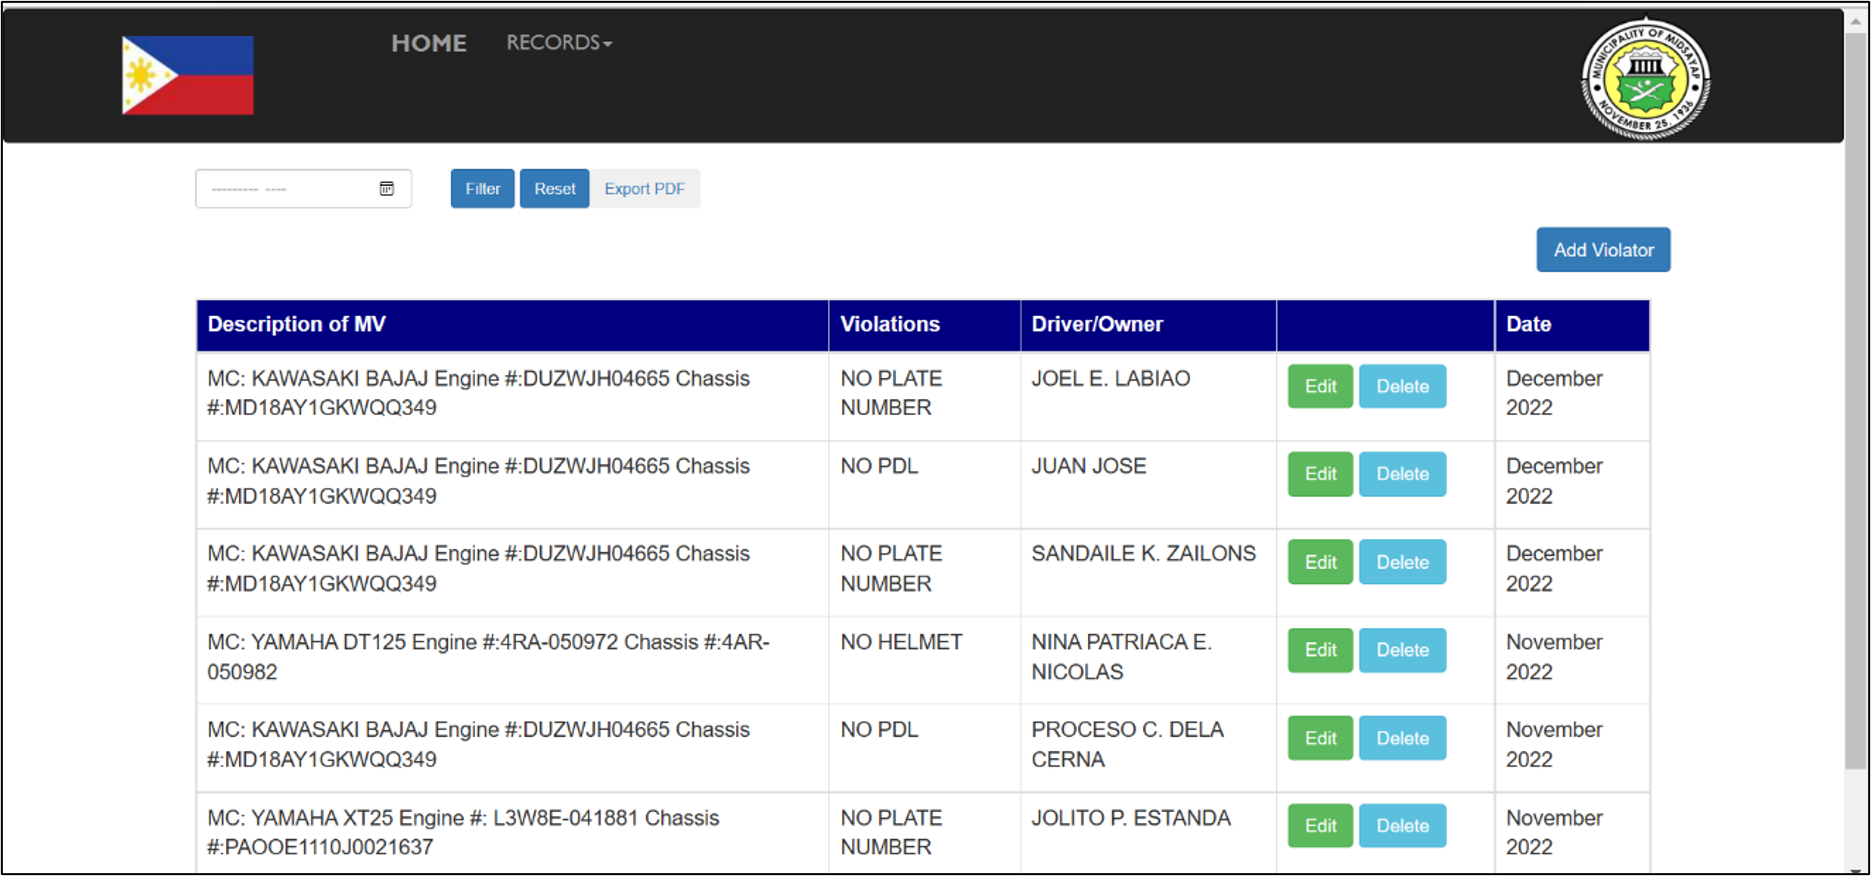 HOME RECORDS
MUNICIPALITY OF MIDSAYAP
NOVEMBER 25, 1936
--------- ----
Filter Reset Export PDF
Add Violator
Description of MV Violations Driver/Owner Date
MC: KAWASAKI BAJAJ Engine #:DUZWJH04665 Chassis NO PLATE JOEL E. LABIAO Edit Delete December
#:MD18AY1GKWQQ349 NUMBER 2022
MC: KAWASAKI BAJAJ Engine #:DUZWJH04665 Chassis NO PDL JUAN JOSE Edit Delete December
#:MD18AY1GKWQQ349 2022
MC: KAWASAKI BAJAJ Engine #:DUZWJH04665 Chassis NO PLATE SANDAILE K. ZAILONS Edit Delete December
#:MD18AY1GKWQQ349 NUMBER 2022
MC: YAMAHA DT125 Engine #:4RA-050972 Chassis #:4AR- NO HELMET NINA PATRIACA E. Edit Delete November
050982 NICOLAS 2022
MC: KAWASAKI BAJAJ Engine #:DUZWJH04665 Chassis NO PDL PROCESO C. DELA Edit Delete November
#:MD18AY1GKWQQ349 CERNA 2022
MC: YAMAHA XT25 Engine #: L3W8E-041881 Chassis NO PLATE JOLITO P. ESTANDA Edit Delete November
#:PAOOE1110J0021637 NUMBER 2022